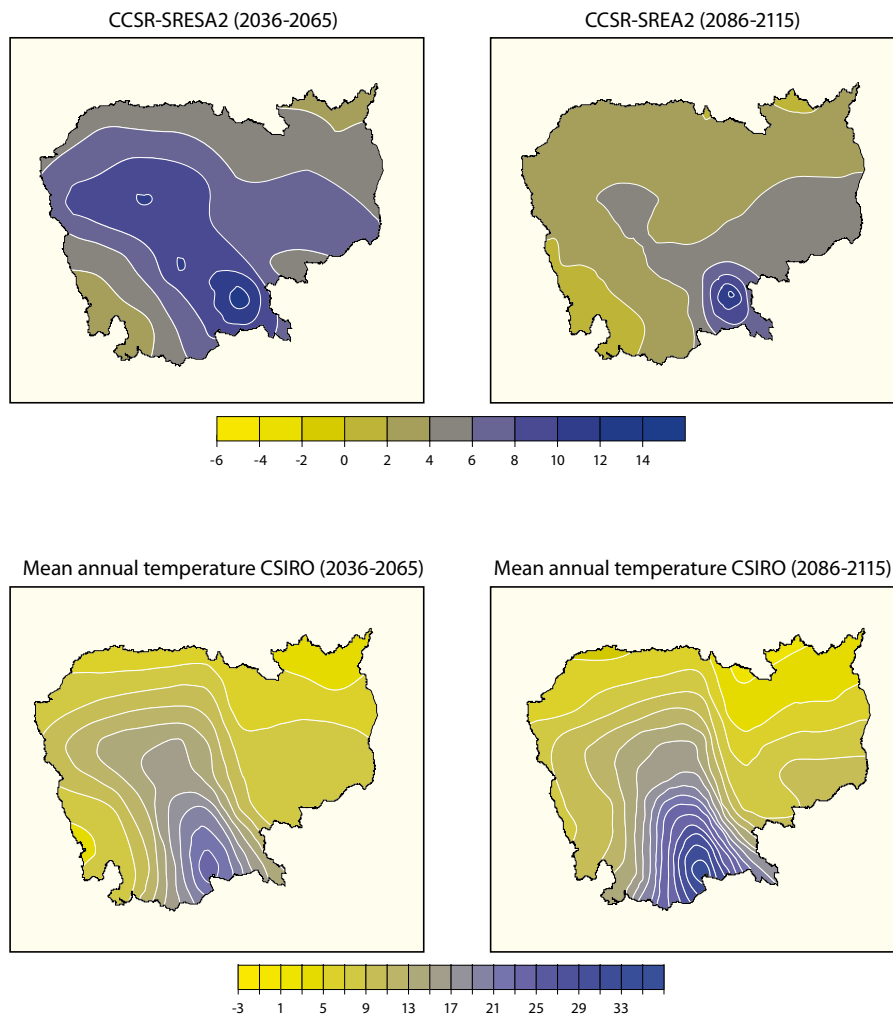 CCSR-SRESA2 (2036-2065) CCSR-SREA2 (2086-2115)
-6 -4 -2 0 2 4 6 8 10 12 14
Mean annual temperature CSIRO (2036-2065) Mean annual temperature CSIRO (2086-2115)
-3 1 5 9 13 17 21 25 29 33